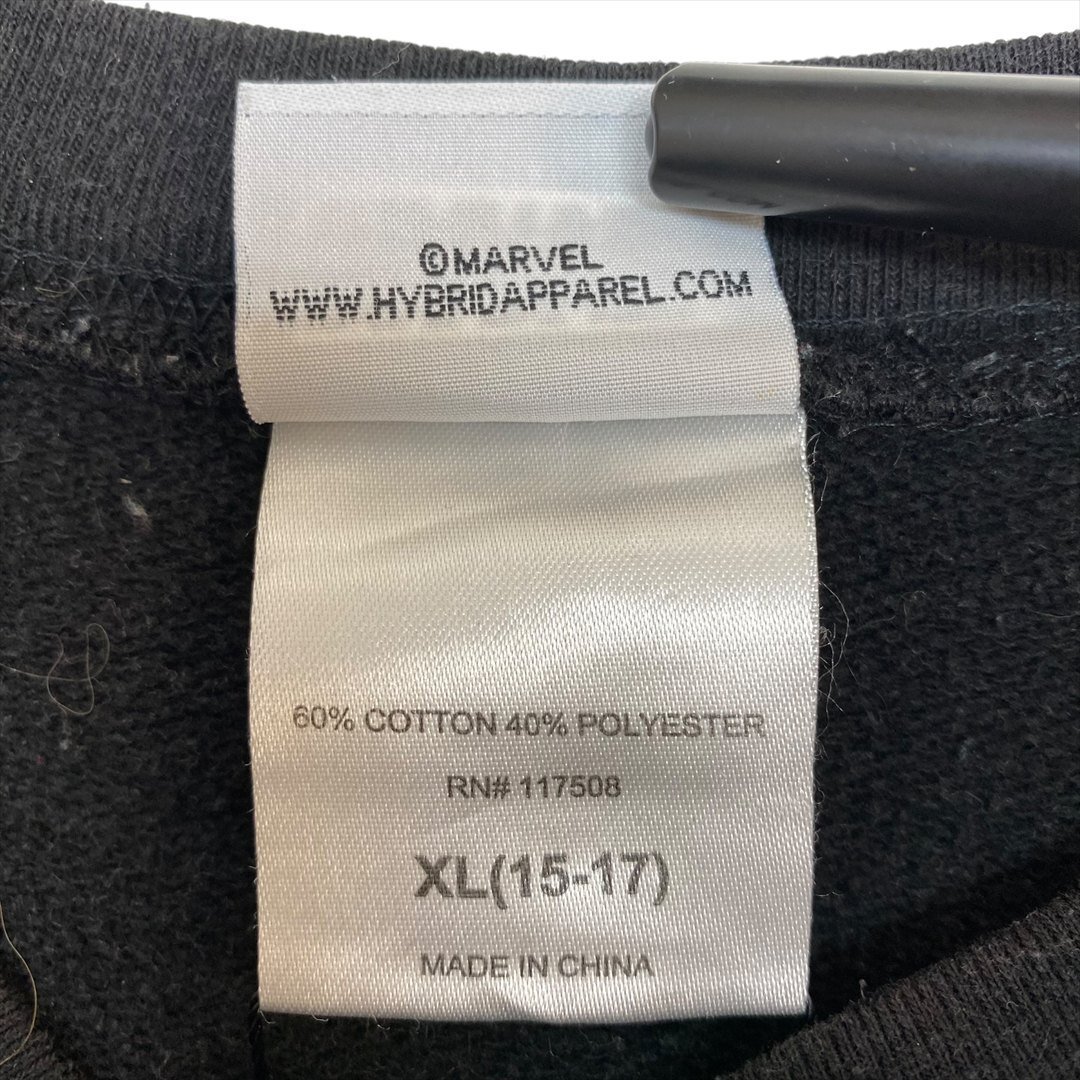 ©MARVEL
WWW.HYBRIDAPPAREL.COM
60% COTTON 40% POLYESTER
RN# 117508
XL(15-17)
MADE IN CHINA